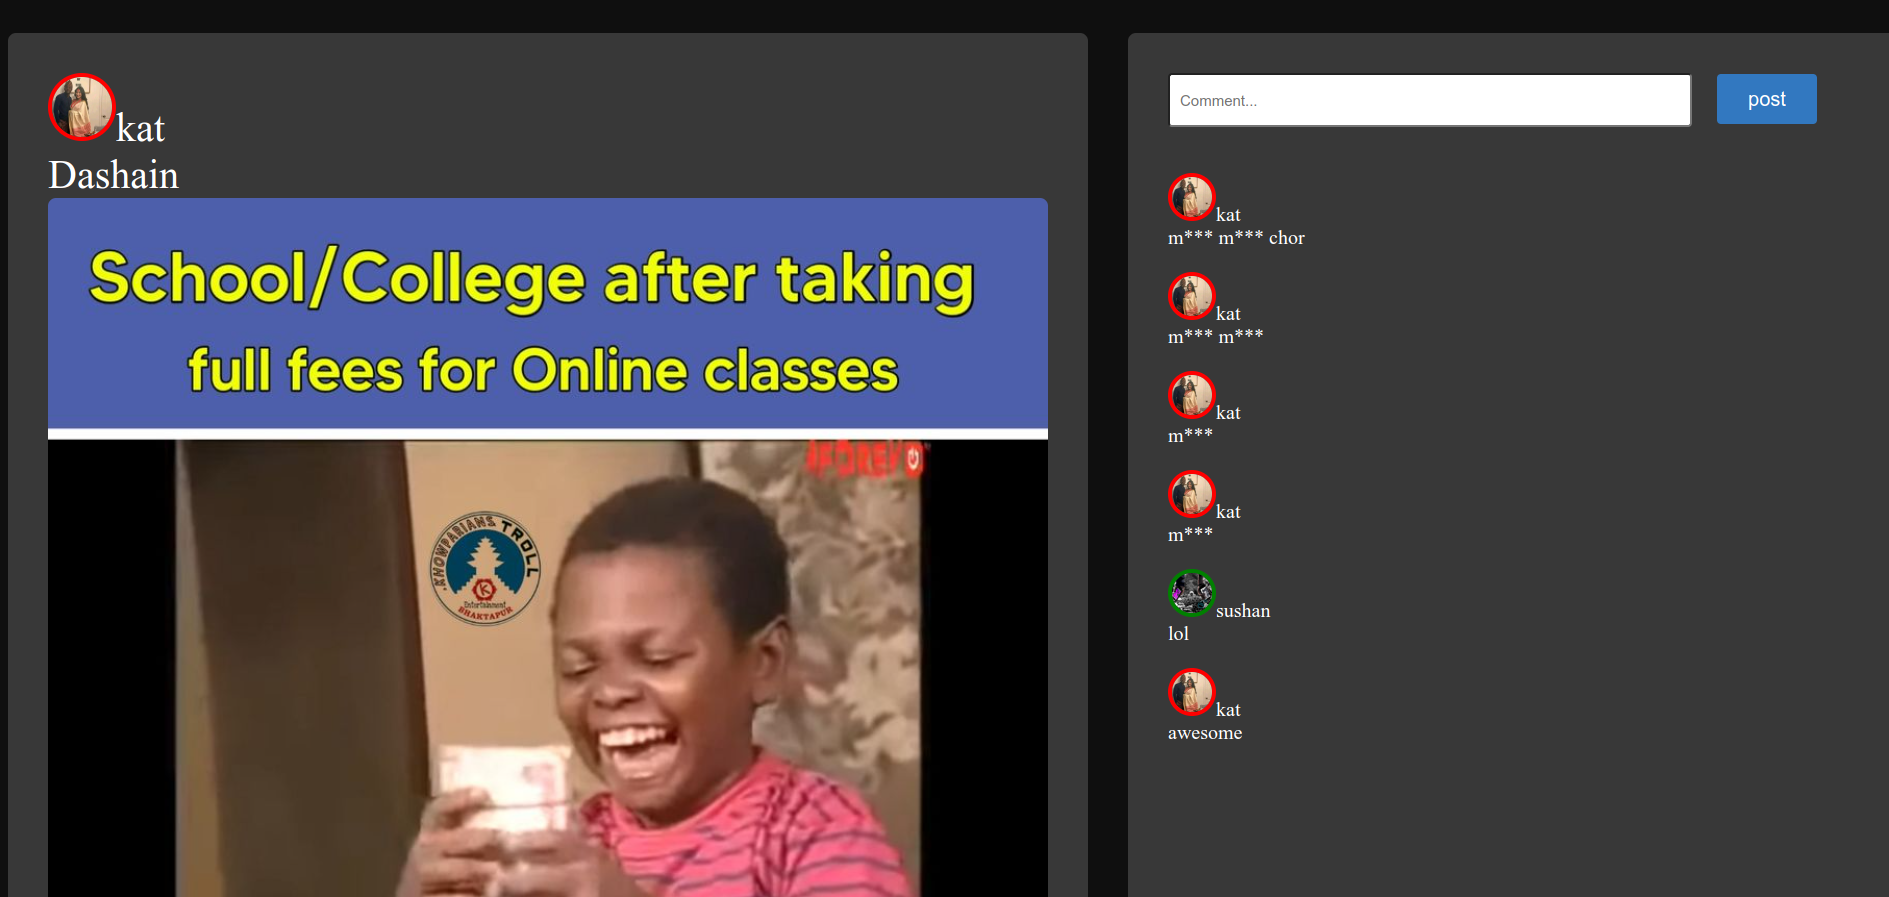 kat
Dashain
School/College after taking
full fees for Online classes
KHOWPARIANS TROLL
Entertainment
BHAKTAPUR
Comment...
post
kat
m*** m*** chor
kat
m*** m***
kat
m***
kat
m***
sushan
lol
kat
awesome